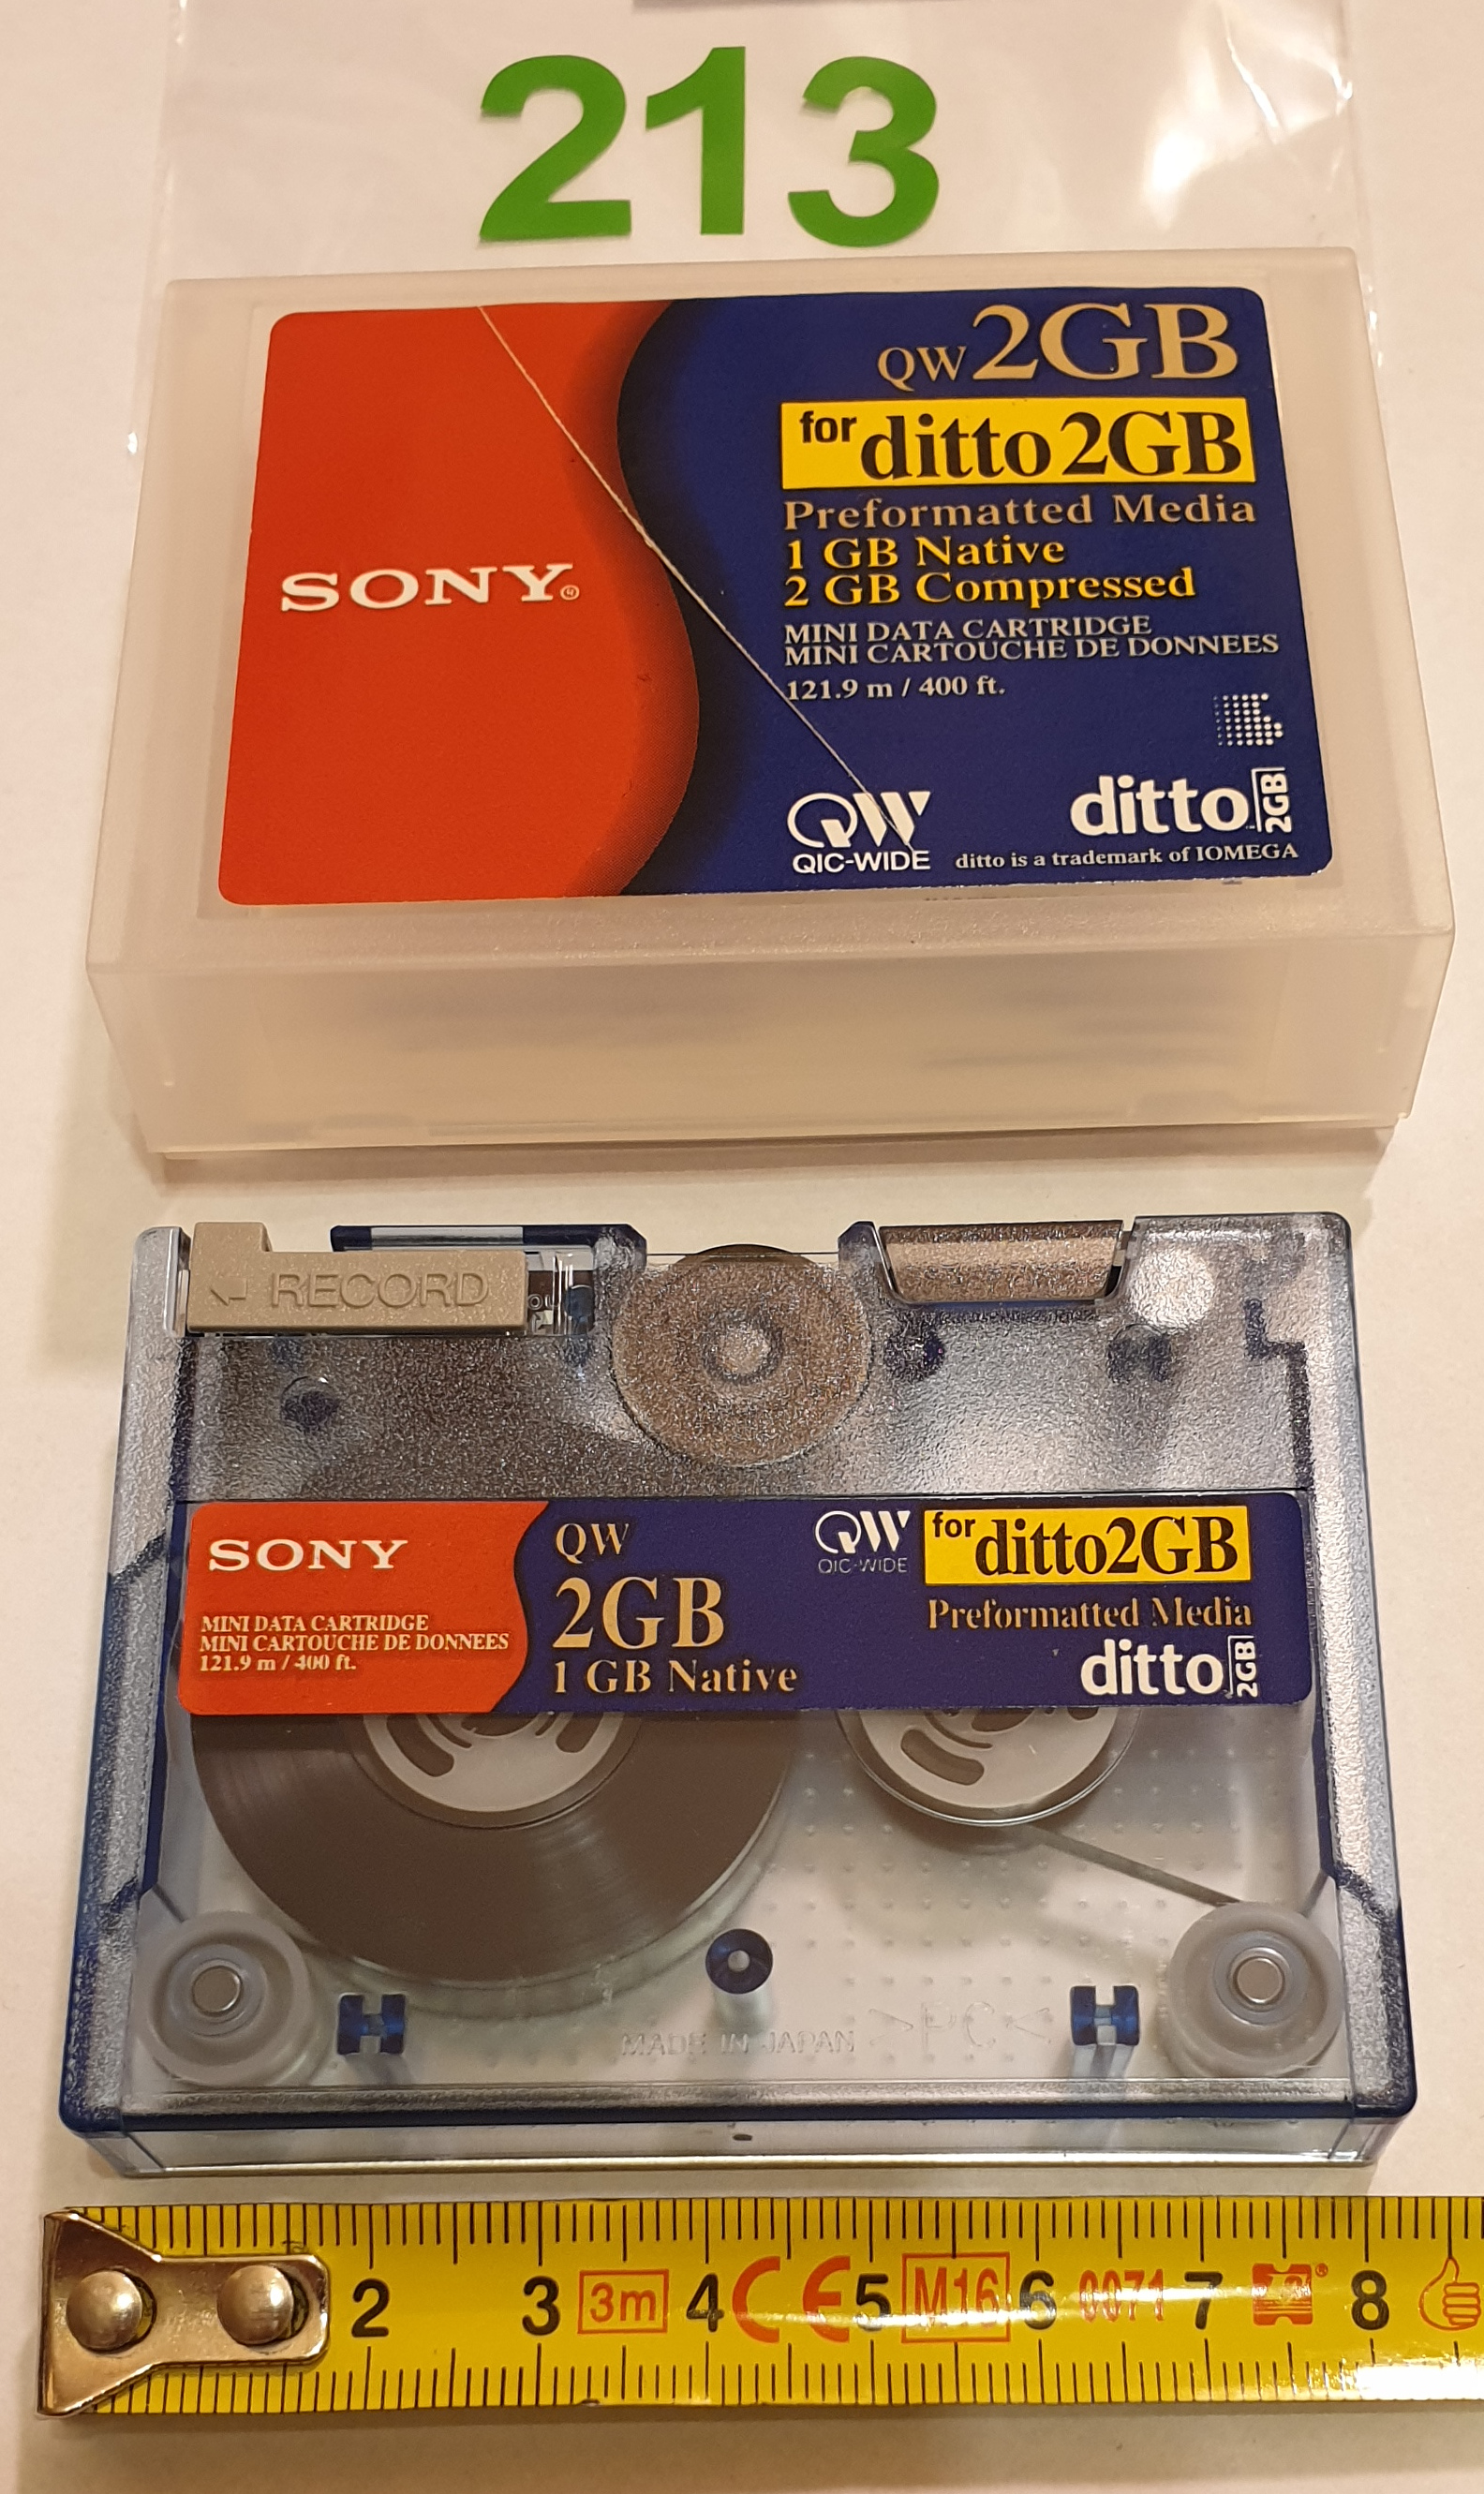 213
SONY®
QW 2GB
for ditto 2GB
Preformatted Media
1 GB Native
2 GB Compressed
MINI DATA CARTRIDGE
MINI CARTOUCHE DE DONNEES
121.9 m / 400 ft.
QW
QIC-WIDE
ditto 2GB
ditto is a trademark of IOMEGA
← RECORD
SONY
MINI DATA CARTRIDGE
MINI CARTOUCHE DE DONNEES
121.9 m / 400 ft.
QW
2GB
1 GB Native
QW
QIC-WIDE
for ditto2GB
Preformatted Media
ditto 2GB
MADE IN JAPAN >PC<
2 3 3m 4 CE 5 M16 6 0071 7 8